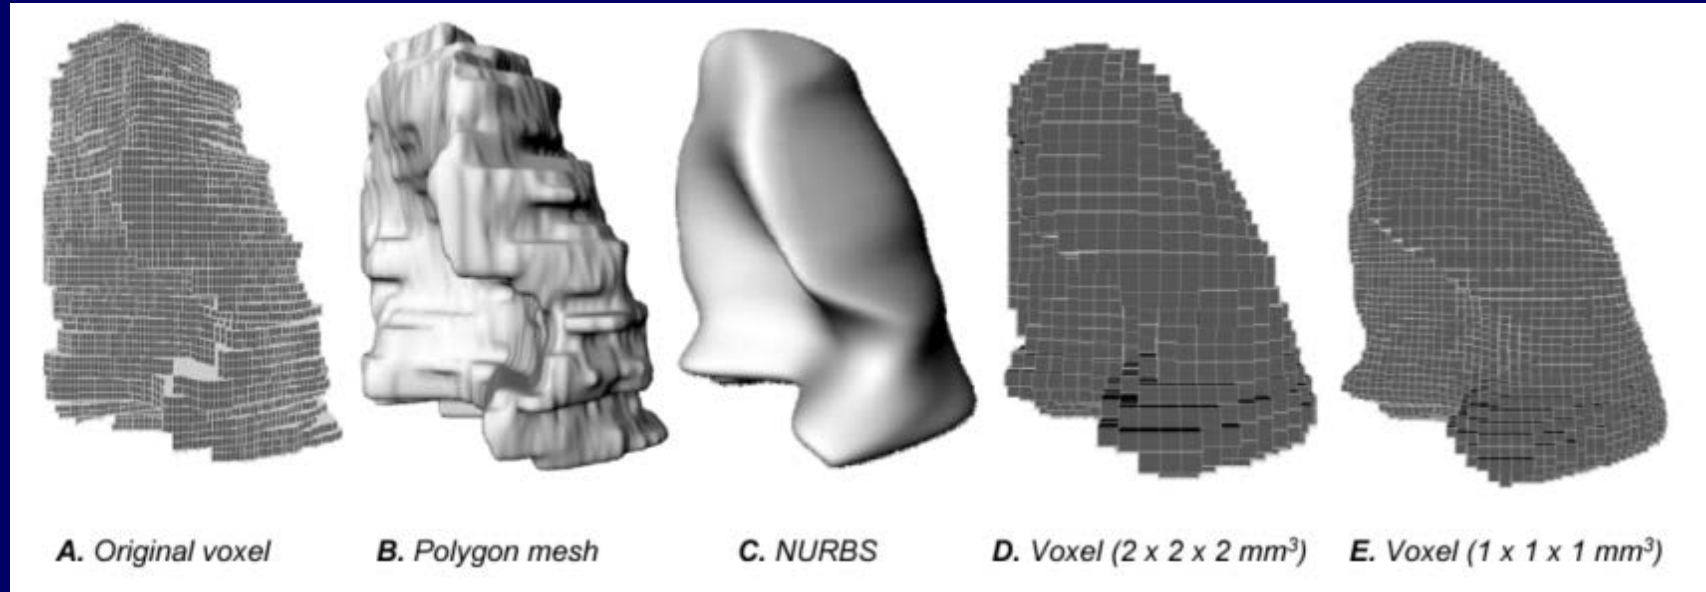 A. Original voxel
B. Polygon mesh
C. NURBS
D. Voxel (2 x 2 x 2 mm³)
E. Voxel (1 x 1 x 1 mm³)